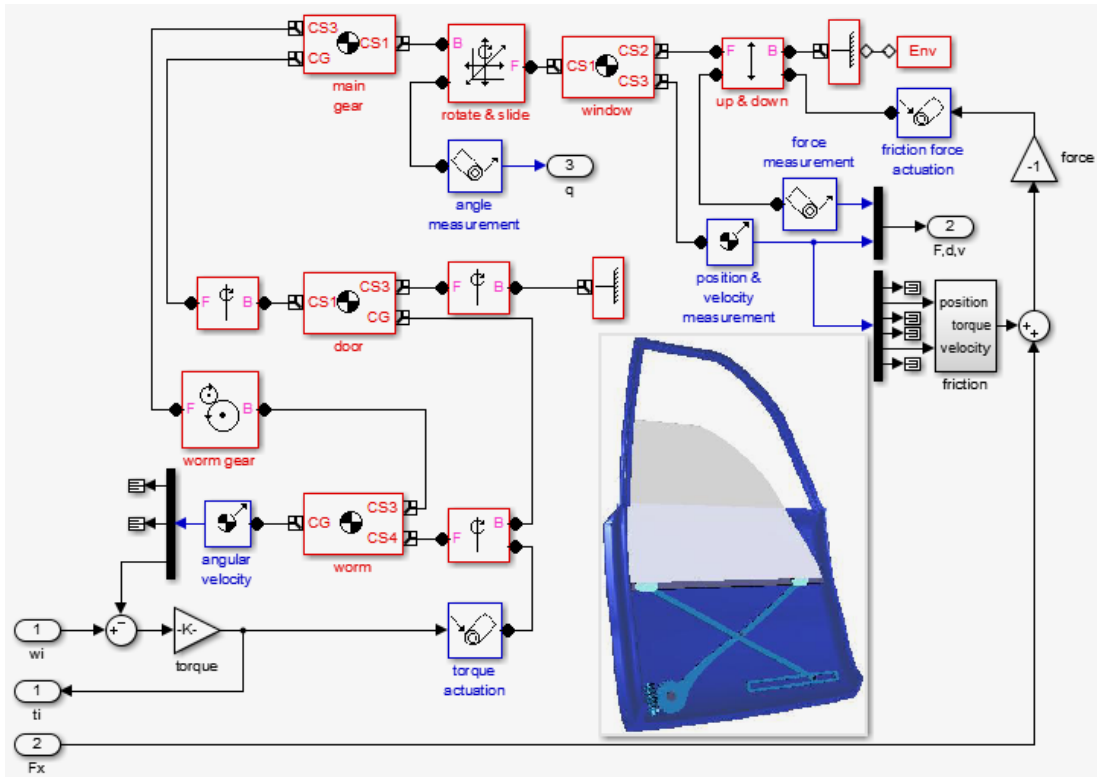 CS3
CS1
CG
main
gear
B
F
rotate & slide
CS1
CS2
CS3
window
F
B
up & down
Env
friction force
actuation
force
-1
force
measurement
angle
measurement
3
q
position &
velocity
measurement
2
F,d,v
position
torque
velocity
friction
+
+
F
B
CS1
CS3
CG
door
F
B
F
B
worm gear
CG
CS3
CS4
worm
F
B
angular
velocity
1
wi
+
−
-K-
torque
torque
actuation
1
ti
2
Fx